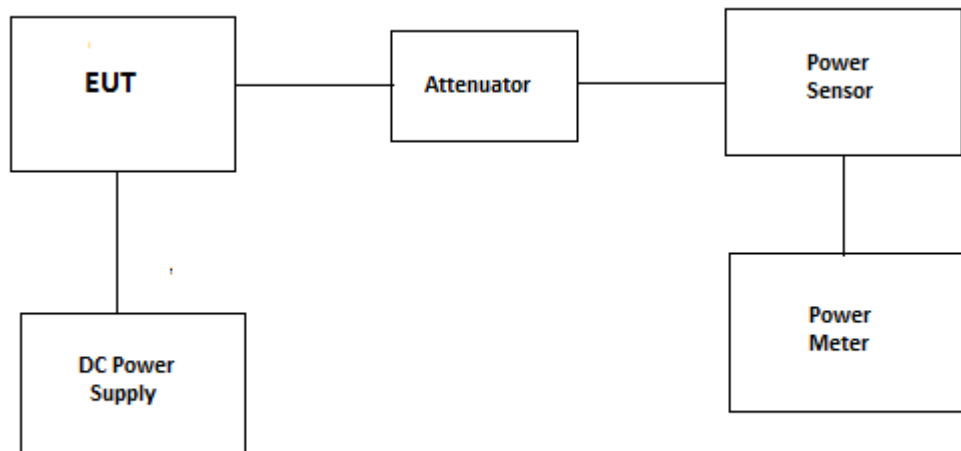 EUT
Attenuator
Power
Sensor
DC Power
Supply
Power
Meter